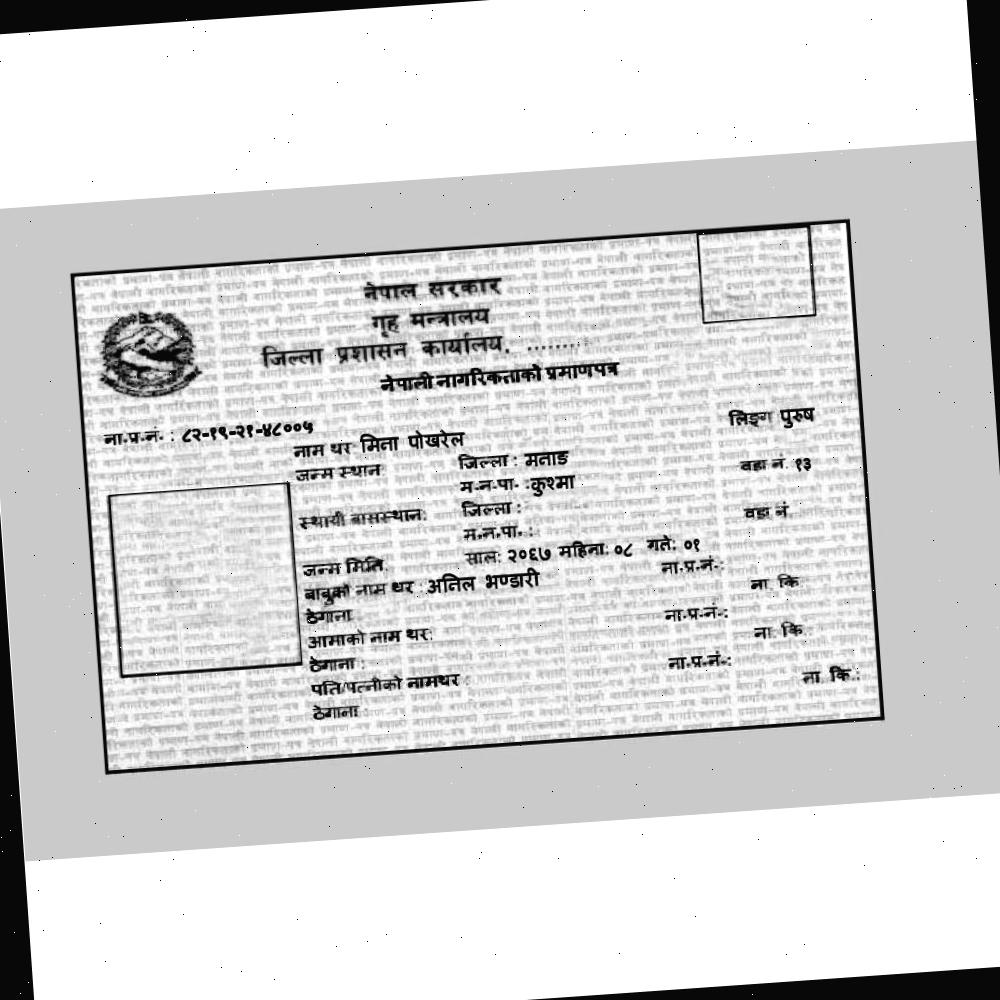 नेपाल सरकार
गृह मन्त्रालय
जिल्ला प्रशासन कार्यालय, ........
नेपाली नागरिकताको प्रमाणपत्र
ना.प्र.नं. : ८२-१९-२१-४८००५ लिङ्ग पुरुष
नाम थर मिना पोखरेल
जन्म स्थान जिल्ला : मनाङ वडा नं. १३
म.न.पा. :कुश्मा
स्थायी बासस्थान: जिल्ला : वडा नं.
म.न.पा. :
जन्म मिति: साल: २०६७ महिना: ०८ गते: ०१
बाबुको नाम थर : अनिल भण्डारी ना.प्र.नं.:
ठेगाना ना. कि.
आमाको नाम थर: ना.प्र.नं.:
ठेगाना : ना. कि.
पति/पत्नीको नामथर : ना.प्र.नं.:
ठेगाना ना. कि.: